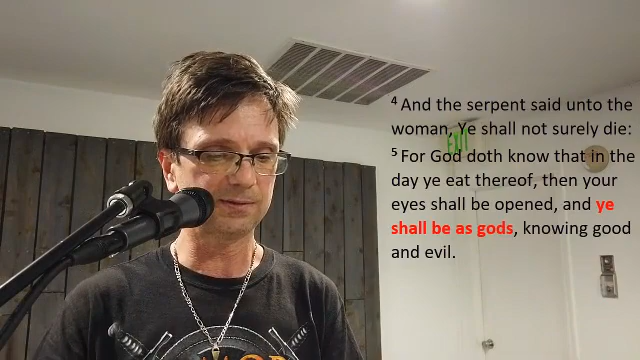 4 And the serpent said unto the
woman, Ye shall not surely die:
5 For God doth know that in the
day ye eat thereof, then your
eyes shall be opened, and ye
shall be as gods, knowing good
and evil.
EXIT